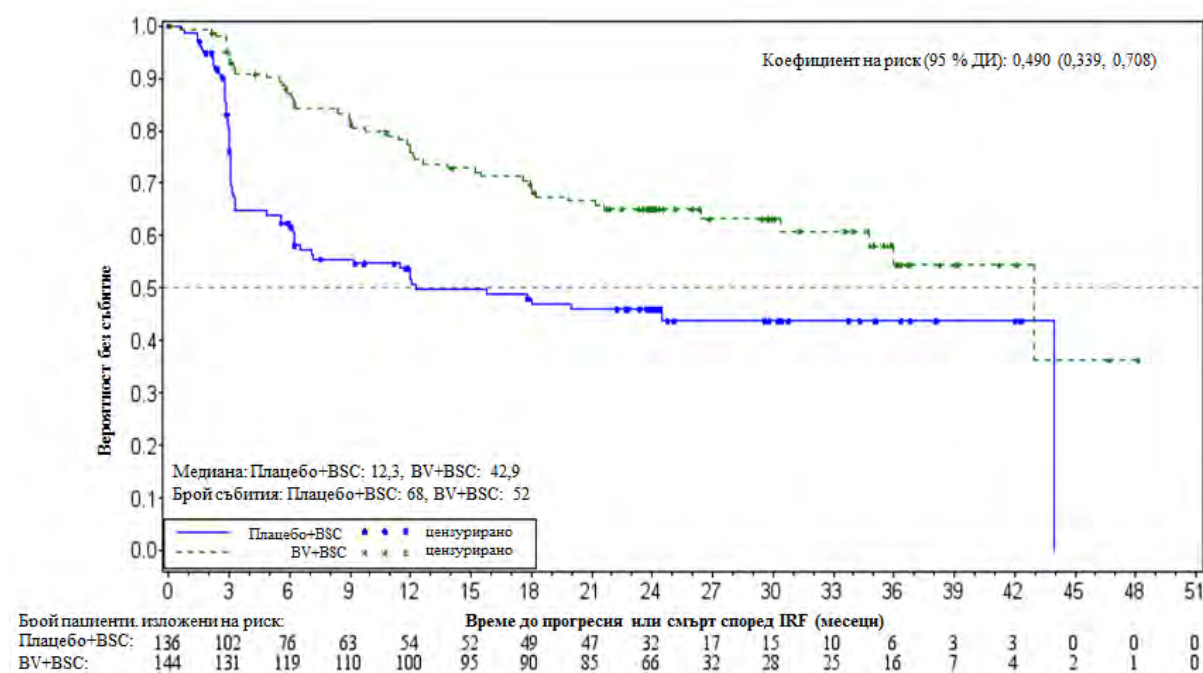 1.0
Коефициент на риск (95 % ДИ): 0,490 (0,339, 0,708)
0.9
0.8
0.7
0.6
0.5
0.4
0.3
0.2
0.1
0.0
Вероятност без събитие
Медиана: Плацебо+BSC: 12,3, BV+BSC: 42,9
Брой събития: Плацебо+BSC: 68, BV+BSC: 52
Плацебо+BSC цензурирано
BV+BSC цензурирано
0 3 6 9 12 15 18 21 24 27 30 33 36 39 42 45 48 51
Брой пациенти. изложени на риск: Време до прогресия или смърт според IRF (месеци)
Плацебо+BSC: 136 102 76 63 54 52 49 47 32 17 15 10 6 3 3 0 0 0
BV+BSC: 144 131 119 110 100 95 90 85 66 32 28 25 16 7 4 2 1 0